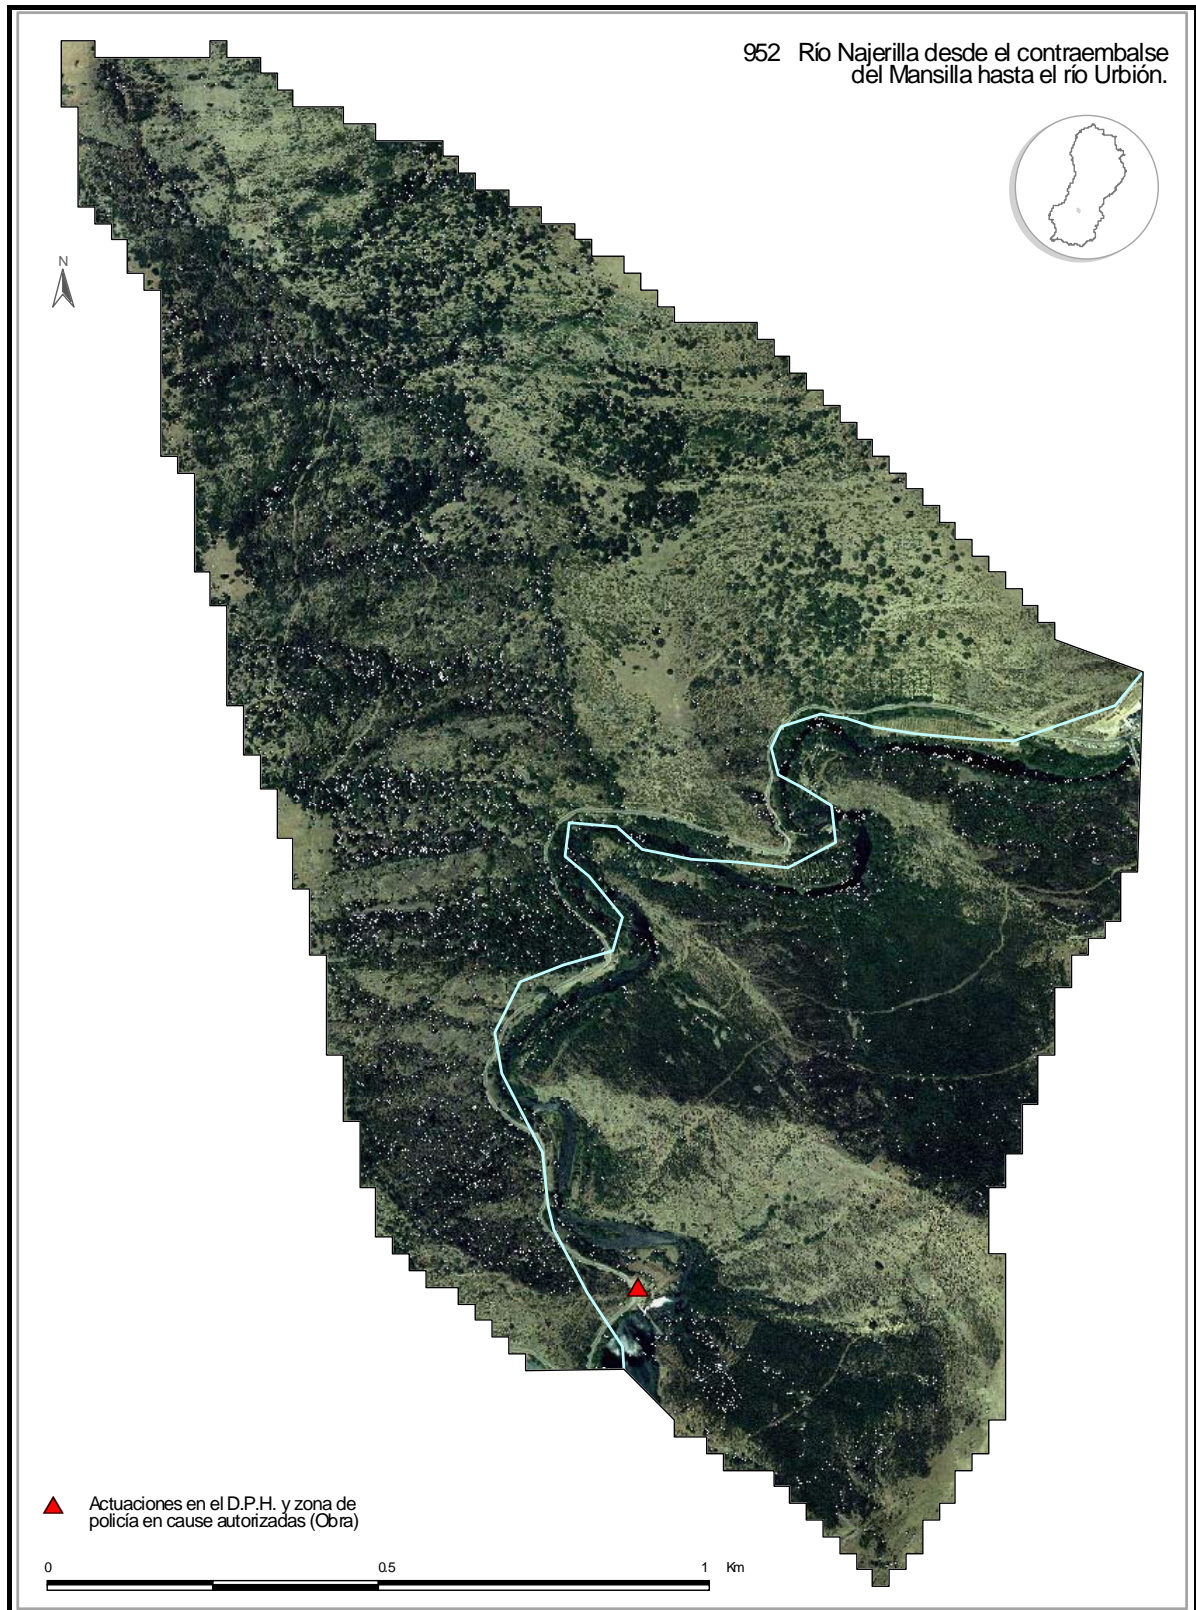 952 Río Najerilla desde el contraembalse
del Mansilla hasta el río Urbión.
N
Actuaciones en el D.P.H. y zona de
policía en cause autorizadas (Obra)
0 0.5 1 Km